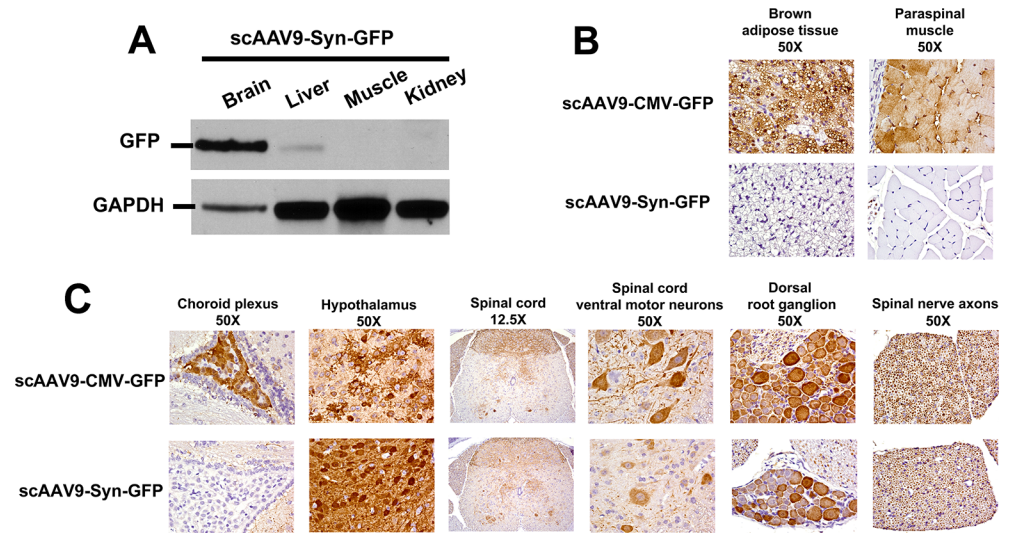 A
scAAV9-Syn-GFP
Brain
Liver
Muscle
Kidney
GFP
GAPDH
B
Brown
adipose tissue
50X
Paraspinal
muscle
50X
scAAV9-CMV-GFP
scAAV9-Syn-GFP
C
Choroid plexus
50X
Hypothalamus
50X
Spinal cord
12.5X
Spinal cord
ventral motor neurons
50X
Dorsal
root ganglion
50X
Spinal nerve axons
50X
scAAV9-CMV-GFP
scAAV9-Syn-GFP